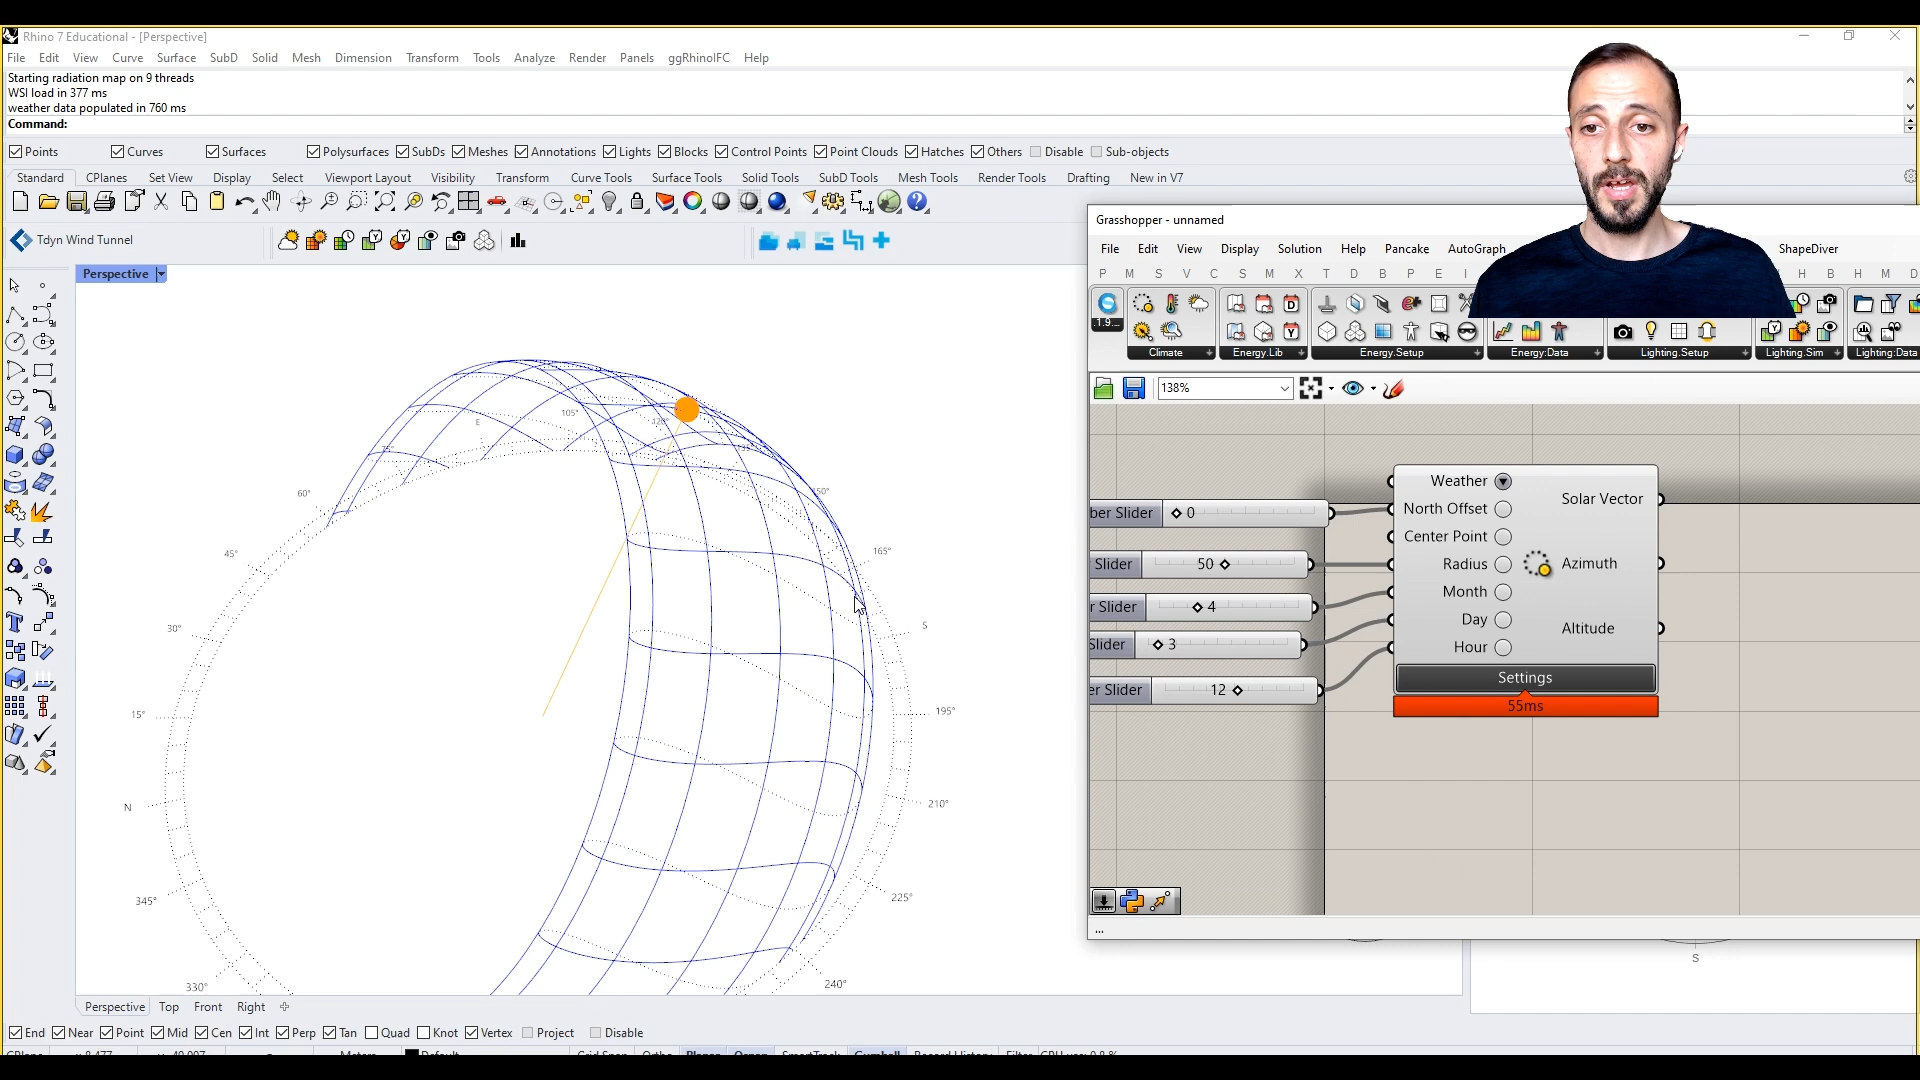 Rhino 7 Educational - [Perspective]
File Edit View Curve Surface SubD Solid Mesh Dimension Transform Tools Analyze Render Panels ggRhinoIFC Help
Starting radiation map on 9 threads
WSI load in 377 ms
weather data populated in 760 ms
Command:
Points Curves Surfaces Polysurfaces SubDs Meshes Annotations Lights Blocks Control Points Point Clouds Hatches Others Disable Sub-objects
Standard CPlanes Set View Display Select Viewport Layout Visibility Transform Curve Tools Surface Tools Solid Tools SubD Tools Mesh Tools Render Tools Drafting New in V7
Tdyn Wind Tunnel
Perspective
Grasshopper - unnamed
File Edit View Display Solution Help Pancake AutoGraph ShapeDiver
P M S V C S M X T D B P E I H B H M D
1.9...
Climate Energy.Lib Energy.Setup Energy:Data Lighting.Setup Lighting.Sim Lighting:Data
138%
Weather
North Offset
Center Point
Radius
Month
Day
Hour
Solar Vector
Azimuth
Altitude
Settings
55ms
ber Slider 0
Slider 50
r Slider 4
Slider 3
er Slider 12
...
105°
E
120°
75°
60°
150°
45°
165°
30°
S
15°
195°
N
210°
345°
225°
330°
240°
S
Perspective Top Front Right
End Near Point Mid Cen Int Perp Tan Quad Knot Vertex Project Disable